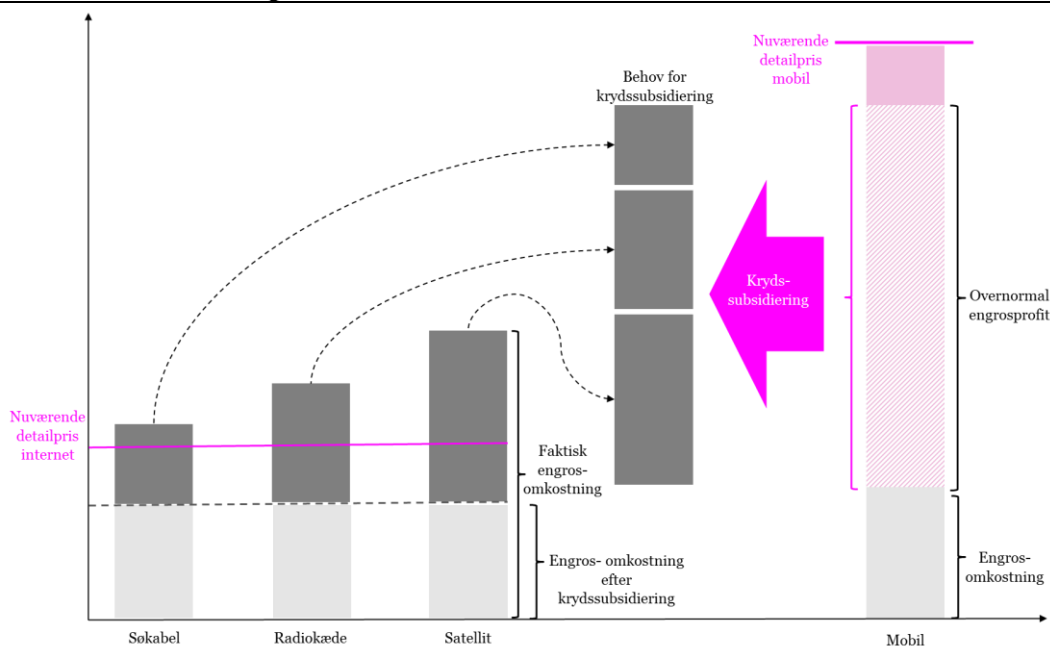 Nuværende
detailpris
mobil
Behov for
krydssubsidiering
Kryds-
subsidiering
Overnormal
engrosprofit
Nuværende
detailpris
internet
Faktisk
engros-
omkostning
Engros- omkostning
efter
krydssubsidiering
Engros-
omkostning
Søkabel
Radiokæde
Satellit
Mobil